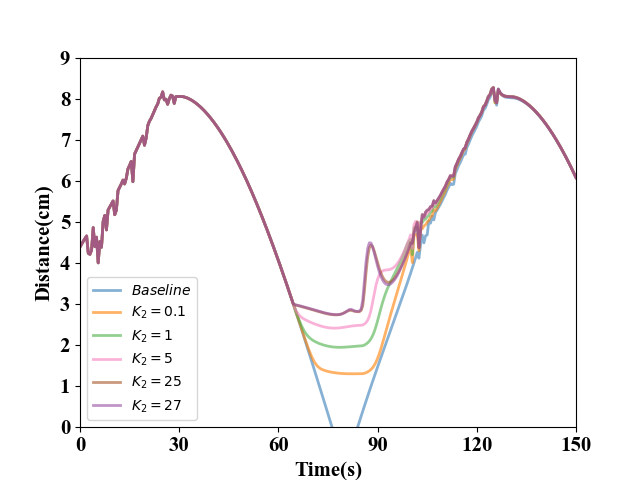 9
8
7
6
5
4
3
2
1
0
Distance(cm)
Baseline
K₂ = 0.1
K₂ = 1
K₂ = 5
K₂ = 25
K₂ = 27
0 30 60 90 120 150
Time(s)